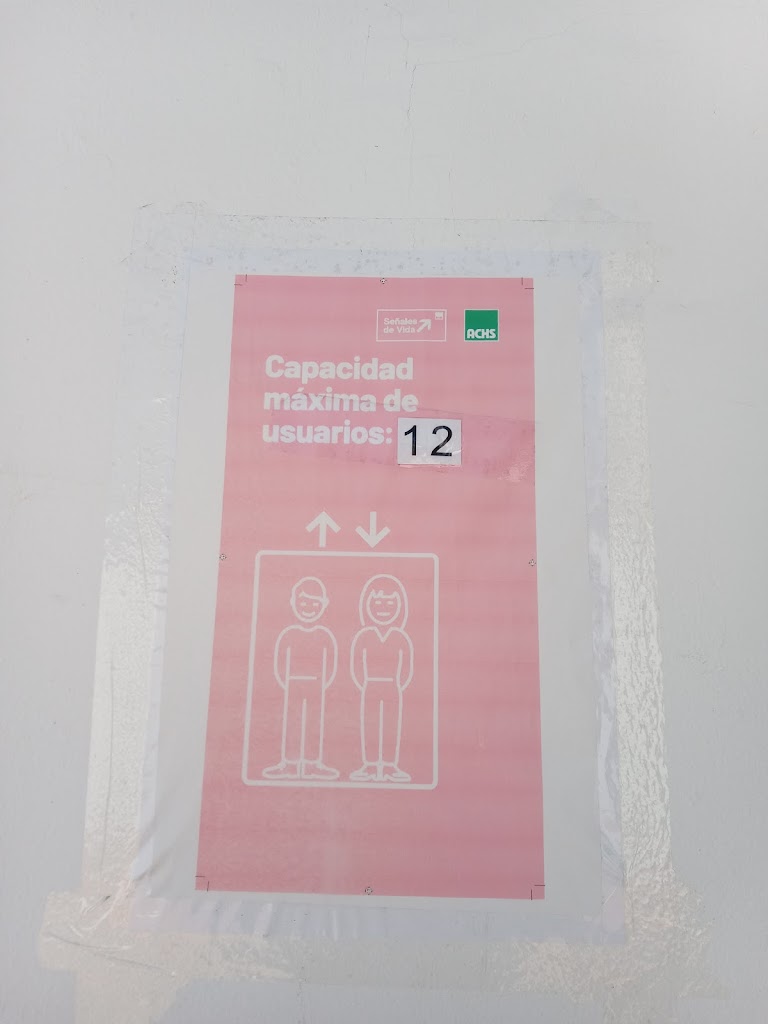 Señales
de Vida
ACHS
Capacidad
máxima de
usuarios: 12